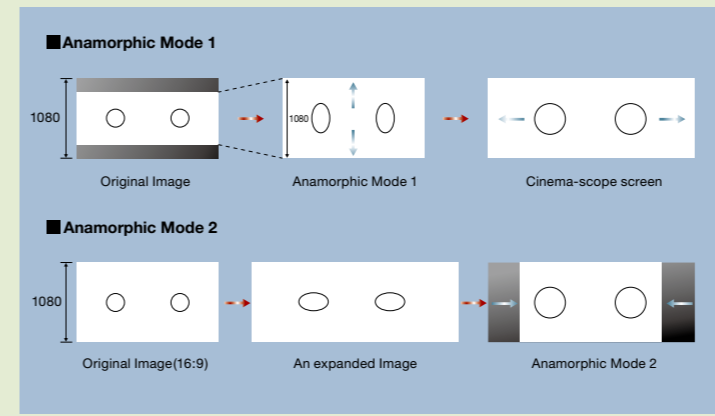 ■Anamorphic Mode 1
1080
1080
Original Image
Anamorphic Mode 1
Cinema-scope screen
■Anamorphic Mode 2
1080
Original Image(16:9)
An expanded Image
Anamorphic Mode 2